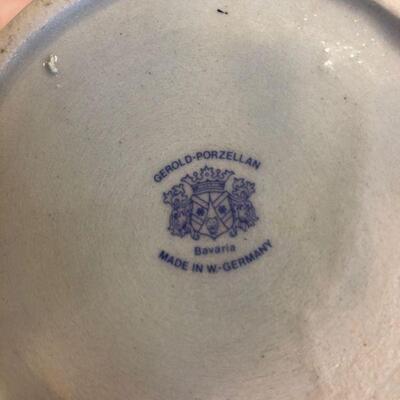 GEROLD-PORZELLAN
Bavaria
MADE IN W.-GERMANY